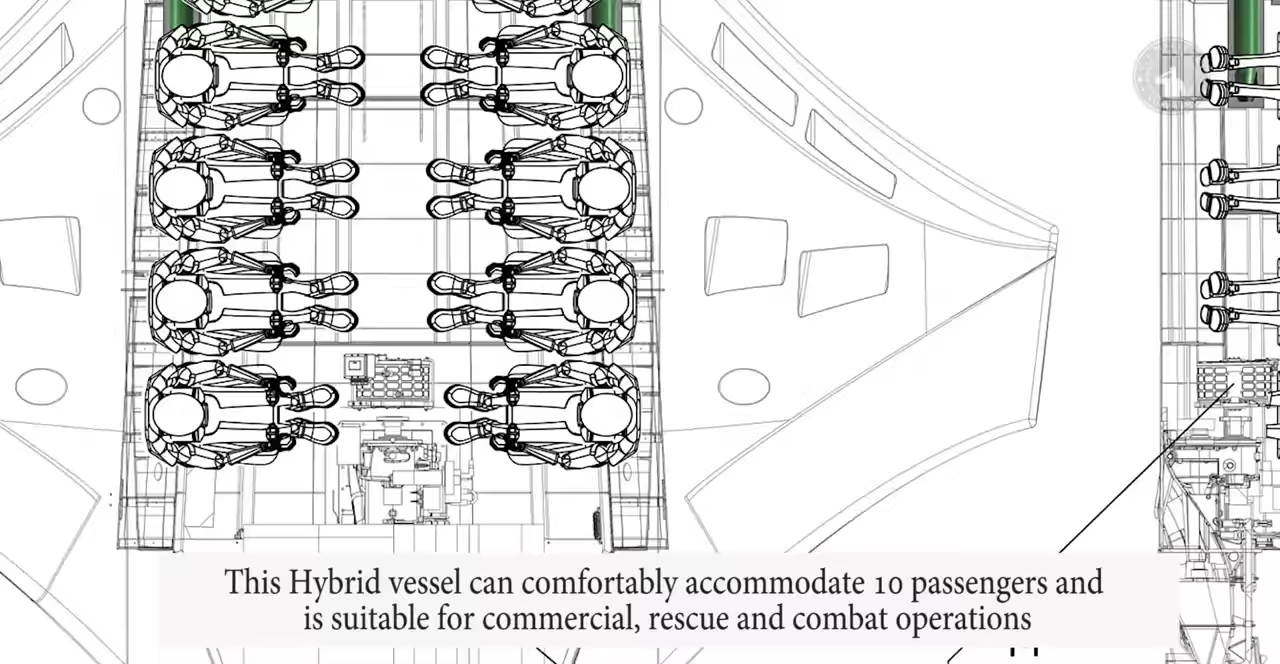 This Hybrid vessel can comfortably accommodate 10 passengers and
is suitable for commercial, rescue and combat operations